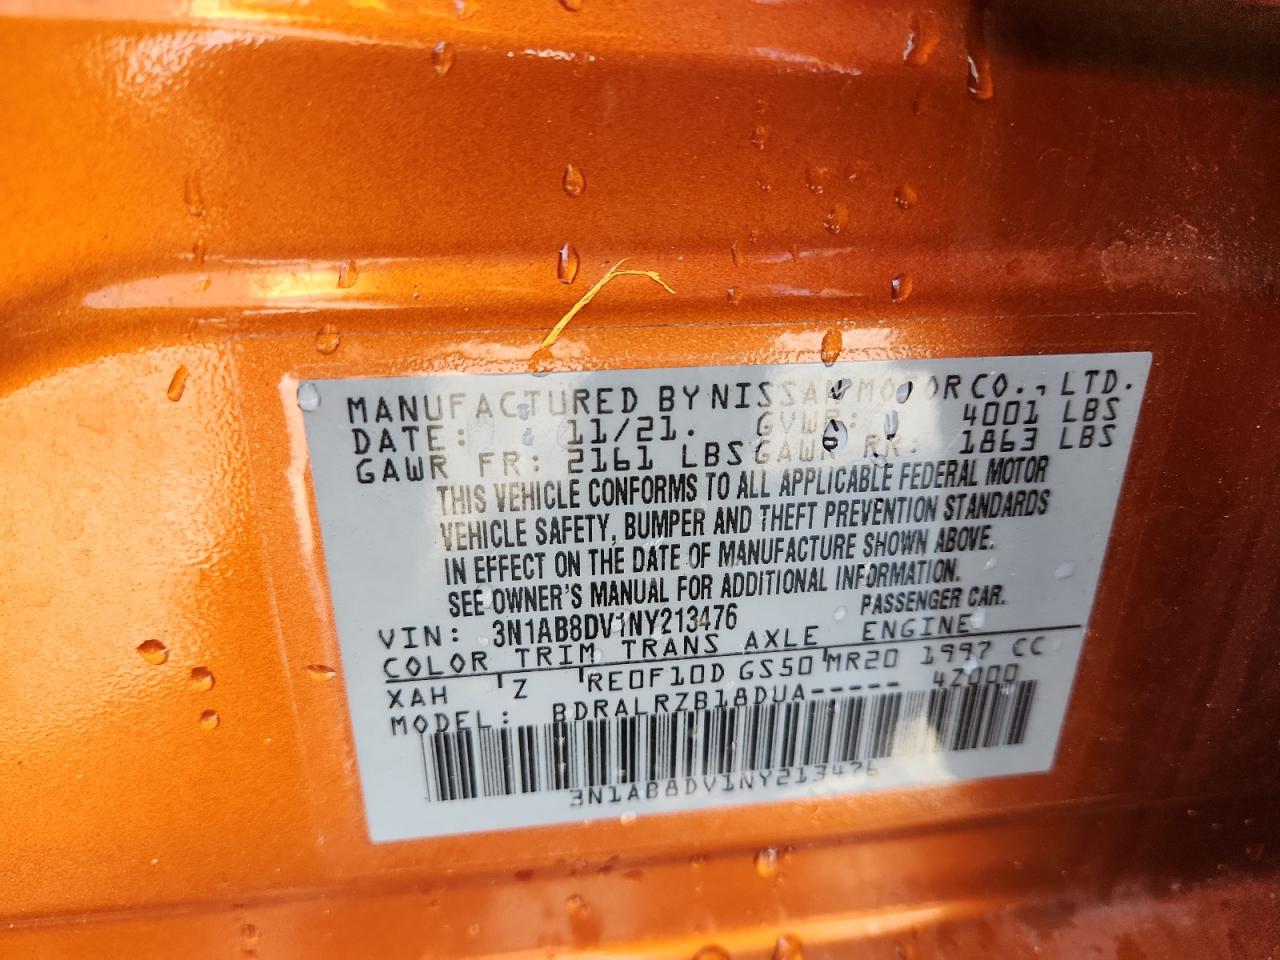 MANUFACTURED BY NISSAN MOTOR CO., LTD.
DATE: 11/21. GVWR: 4001 LBS
GAWR FR: 2161 LBS GAWR RR: 1863 LBS
THIS VEHICLE CONFORMS TO ALL APPLICABLE FEDERAL MOTOR
VEHICLE SAFETY, BUMPER AND THEFT PREVENTION STANDARDS
IN EFFECT ON THE DATE OF MANUFACTURE SHOWN ABOVE.
SEE OWNER'S MANUAL FOR ADDITIONAL INFORMATION.
VIN: 3N1AB8DV1NY213476 PASSENGER CAR.
COLOR TRIM TRANS AXLE ENGINE
XAH Z RE0F10D GS50 MR20 1997 CC
MODEL: BDRALRZB18DUA----- 42000
3N1AB8DV1NY213476